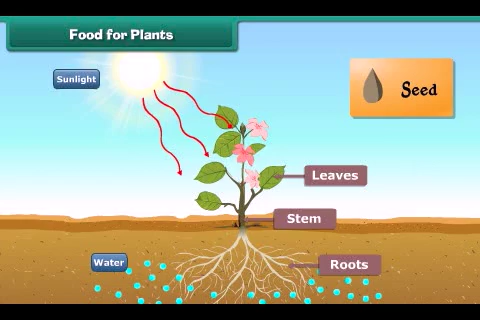 Food for Plants
Sunlight
Seed
Leaves
Stem
Water
Roots